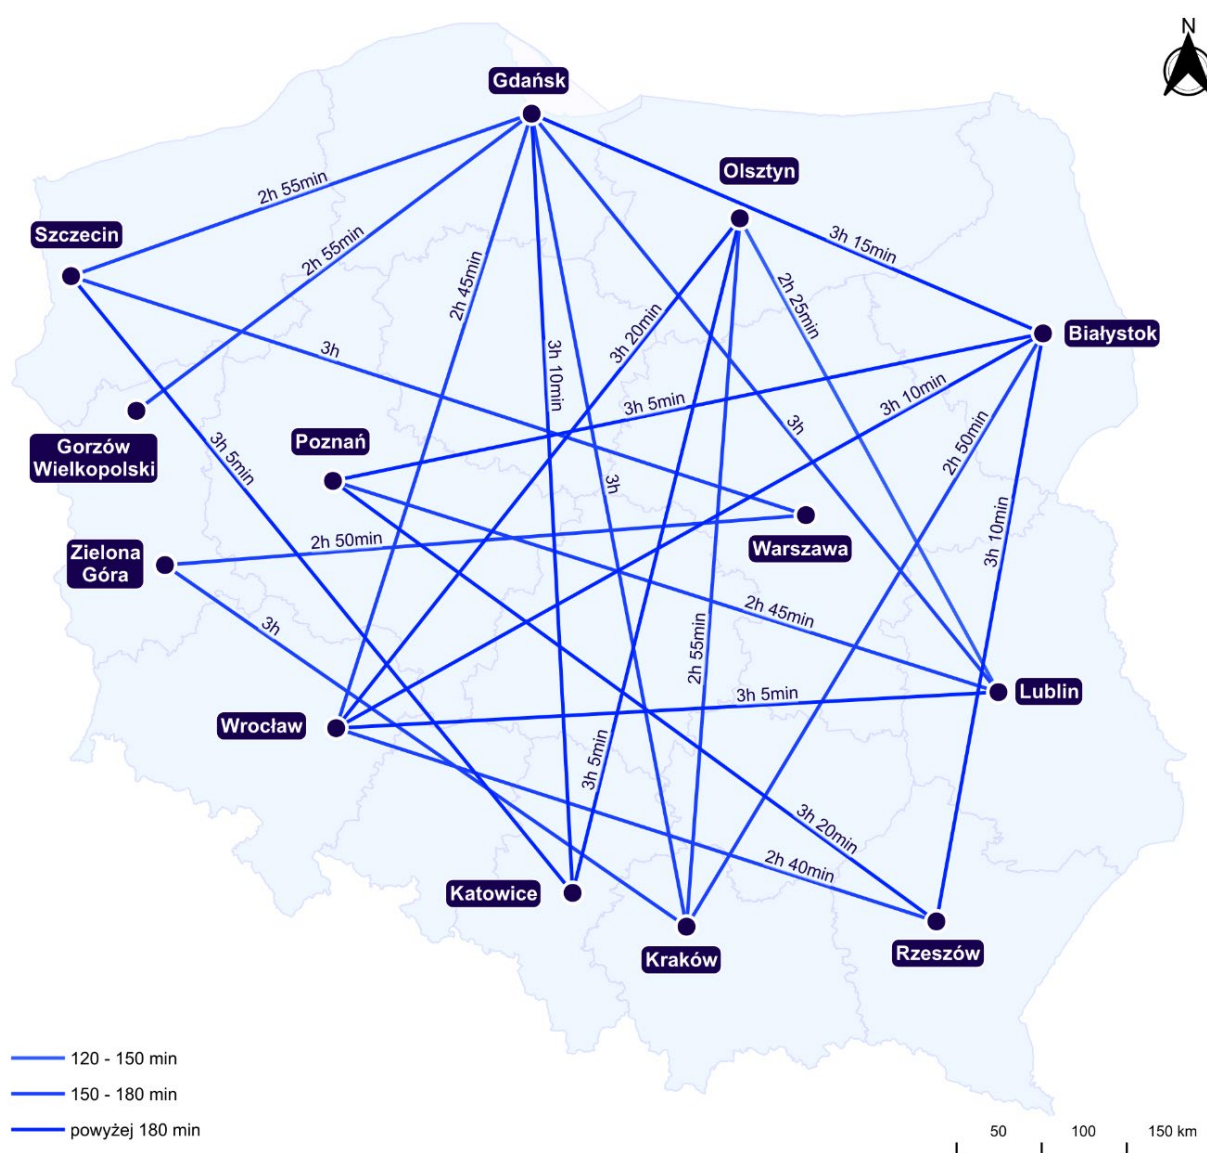 N
Gdańsk
Olsztyn
2h 55min
Szczecin
3h 15min
2h 55min
2h 45min
2h 25min
3h 20min
Białystok
3h
3h 10min
3h 10min
3h 5min
Gorzów
Wielkopolski
Poznań
3h
2h 50min
3h 5min
3h
Zielona
Góra
2h 50min
Warszawa
3h 10min
2h 45min
3h
2h 55min
Wrocław
3h 5min
Lublin
3h 5min
3h 20min
2h 40min
Katowice
Kraków
Rzeszów
120 - 150 min
150 - 180 min
powyżej 180 min
50 100 150 km